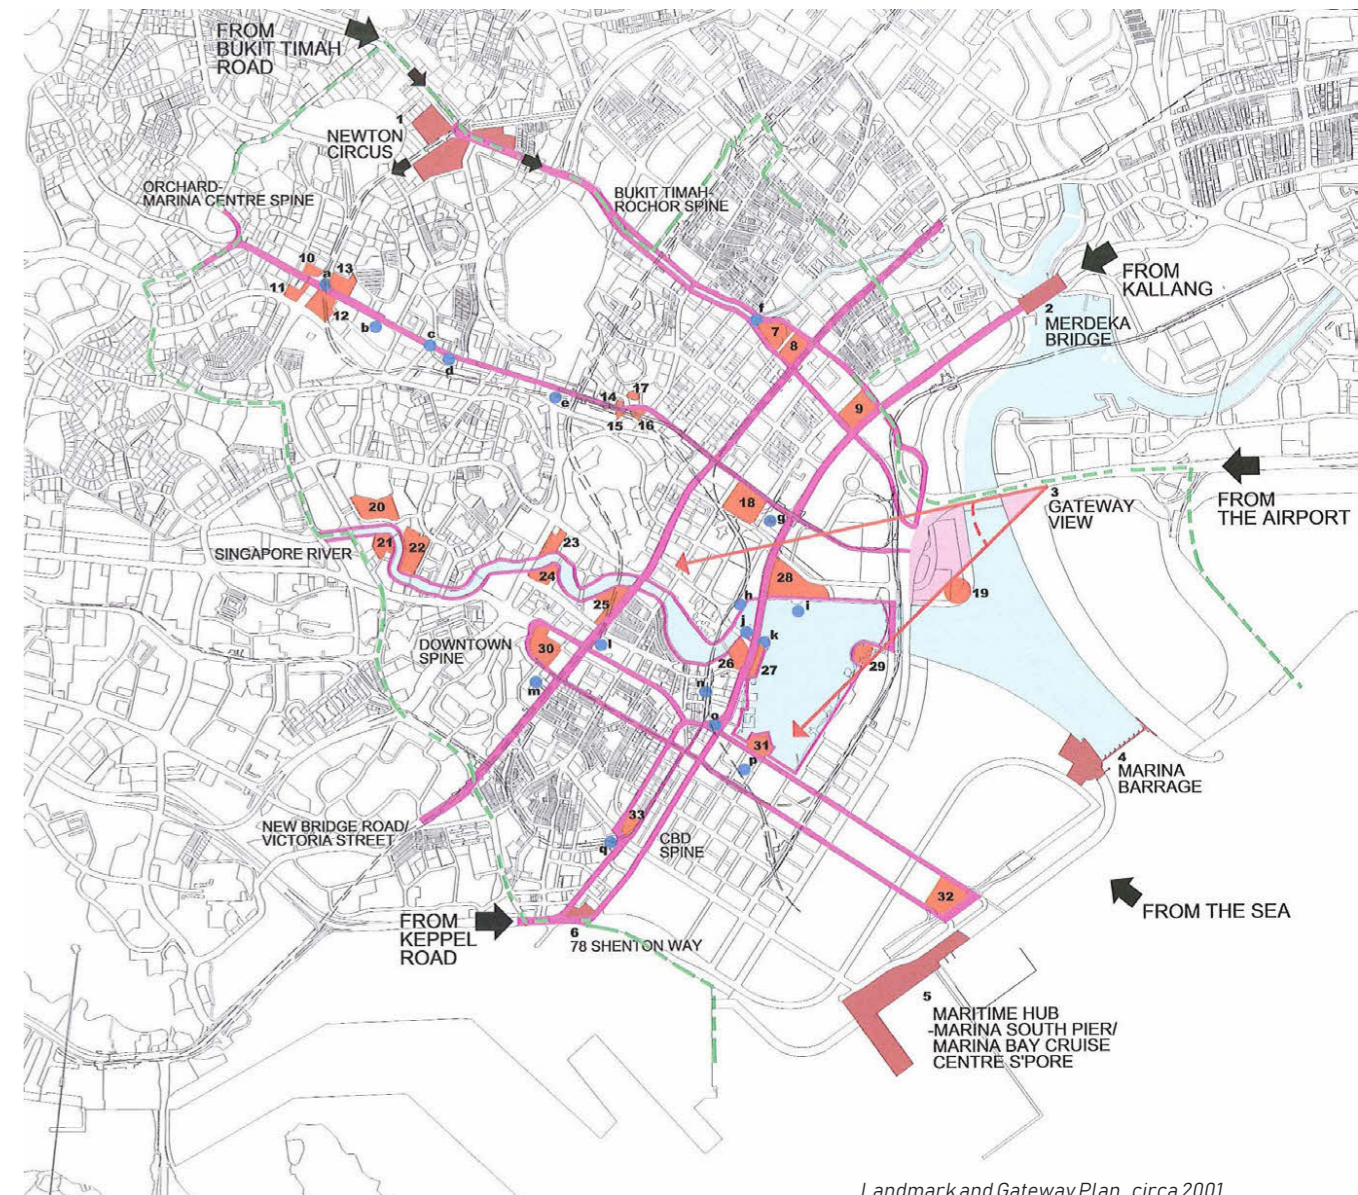 FROM
BUKIT TIMAH
ROAD
1
NEWTON
CIRCUS
ORCHARD-
MARINA CENTRE SPINE
BUKIT TIMAH-
ROCHOR SPINE
FROM
KALLANG
2
MERDEKA
BRIDGE
10
a
13
11
12
b
c
d
e
f
7
8
9
14
17
15
16
3
GATEWAY
VIEW
FROM
THE AIRPORT
18
g
20
21
22
23
24
SINGAPORE RIVER
25
28
h
i
19
j
k
26
27
29
DOWNTOWN
SPINE
30
l
m
n
o
31
p
4
MARINA
BARRAGE
NEW BRIDGE ROAD/
VICTORIA STREET
33
q
CBD
SPINE
32
FROM THE SEA
FROM
KEPPEL
ROAD
6
78 SHENTON WAY
5
MARITIME HUB
-MARINA SOUTH PIER/
MARINA BAY CRUISE
CENTRE S'PORE
Landmark and Gateway Plan, circa 2001